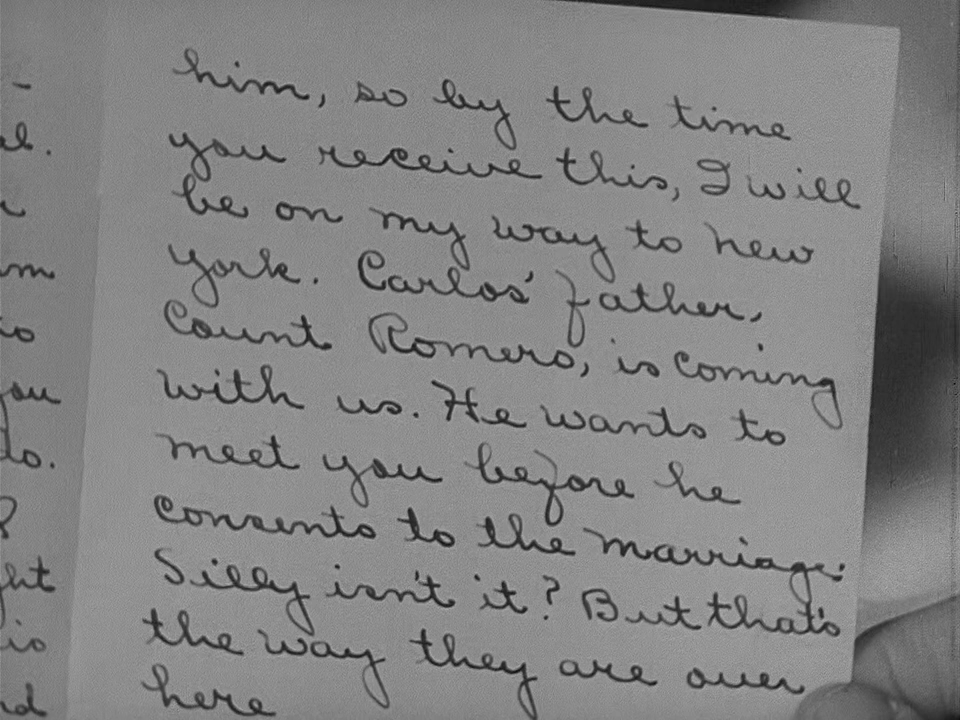 him, so by the time
you receive this, I will
be on my way to new
york. Carlos' father,
Count Romero, is coming
with us. He wants to
meet you before he
consents to the marriage.
Silly isn't it? But that's
the way they are over
here